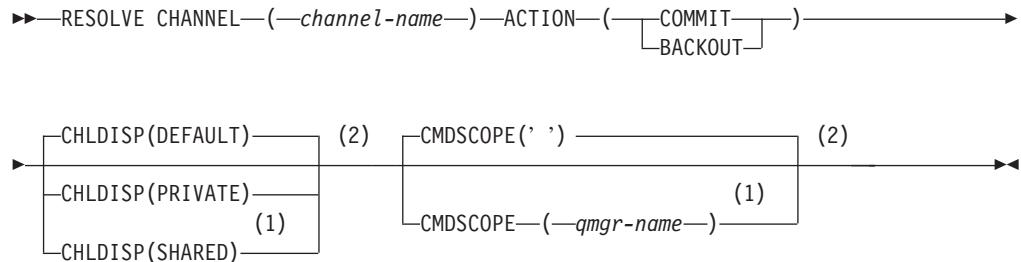 RESOLVE CHANNEL ( channel-name ) ACTION ( COMMIT )
BACKOUT
CHLDISP(DEFAULT) (2) CMDSCOPE(' ') (2)
CHLDISP(PRIVATE) (1)
(1) CMDSCOPE ( qmgr-name )
CHLDISP(SHARED)